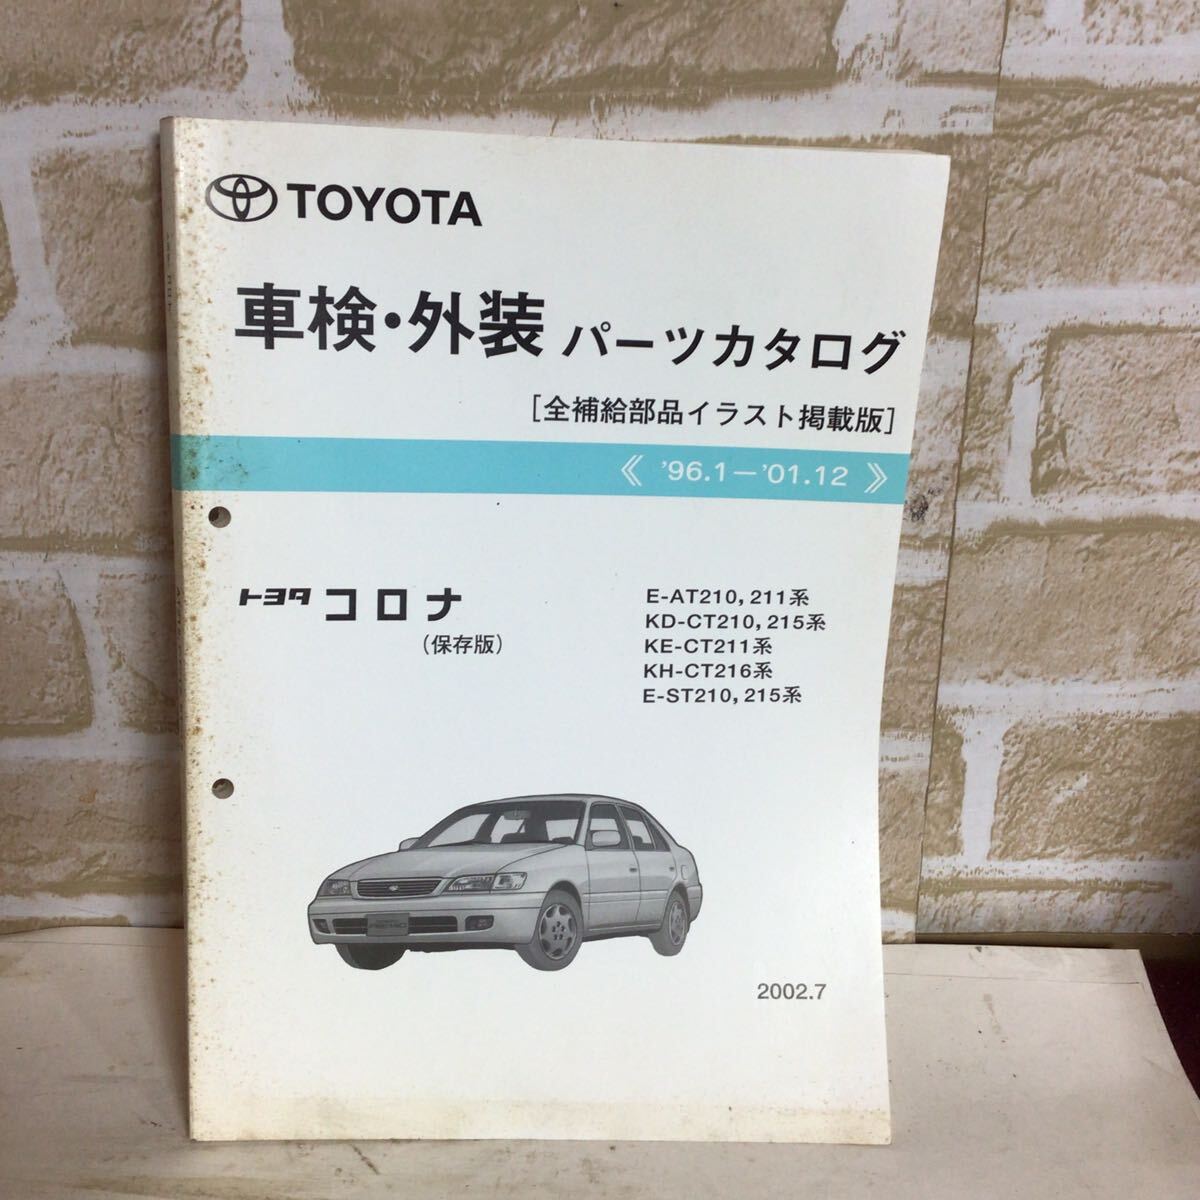 TOYOTA
車検・外装 パーツカタログ
[全補給部品イラスト掲載版]
《 '96.1－'01.12 》
トヨタ コロナ
(保存版)
E-AT210, 211系
KD-CT210, 215系
KE-CT211系
KH-CT216系
E-ST210, 215系
2002.7